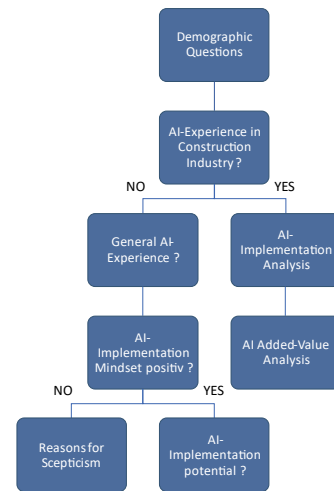 Demographic
Questions
AI-Experience in
Construction
Industry ?
NO
YES
General AI-
Experience ?
AI-
Implementation
Analysis
AI-
Implementation
Mindset positiv ?
AI Added-Value
Analysis
NO
YES
Reasons for
Scepticism
AI-
Implementation
potential ?